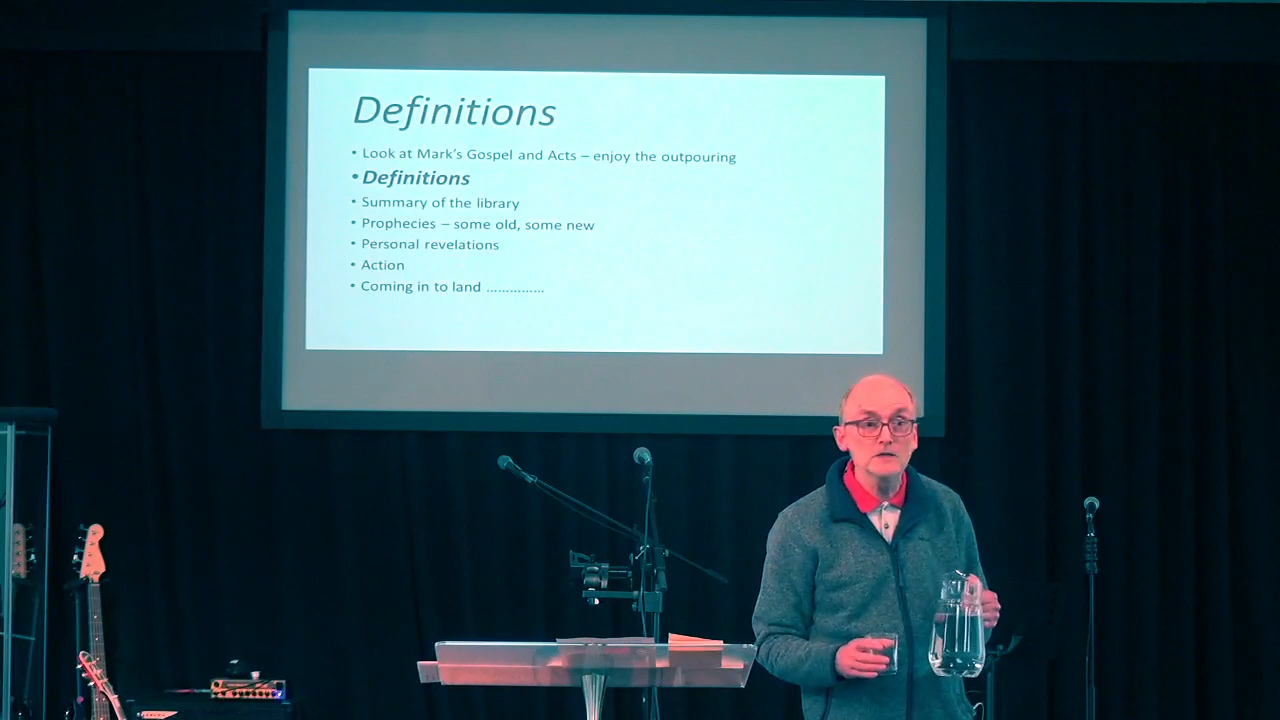 Definitions
• Look at Mark's Gospel and Acts – enjoy the outpouring
• Definitions
• Summary of the library
• Prophecies – some old, some new
• Personal revelations
• Action
• Coming in to land ……………